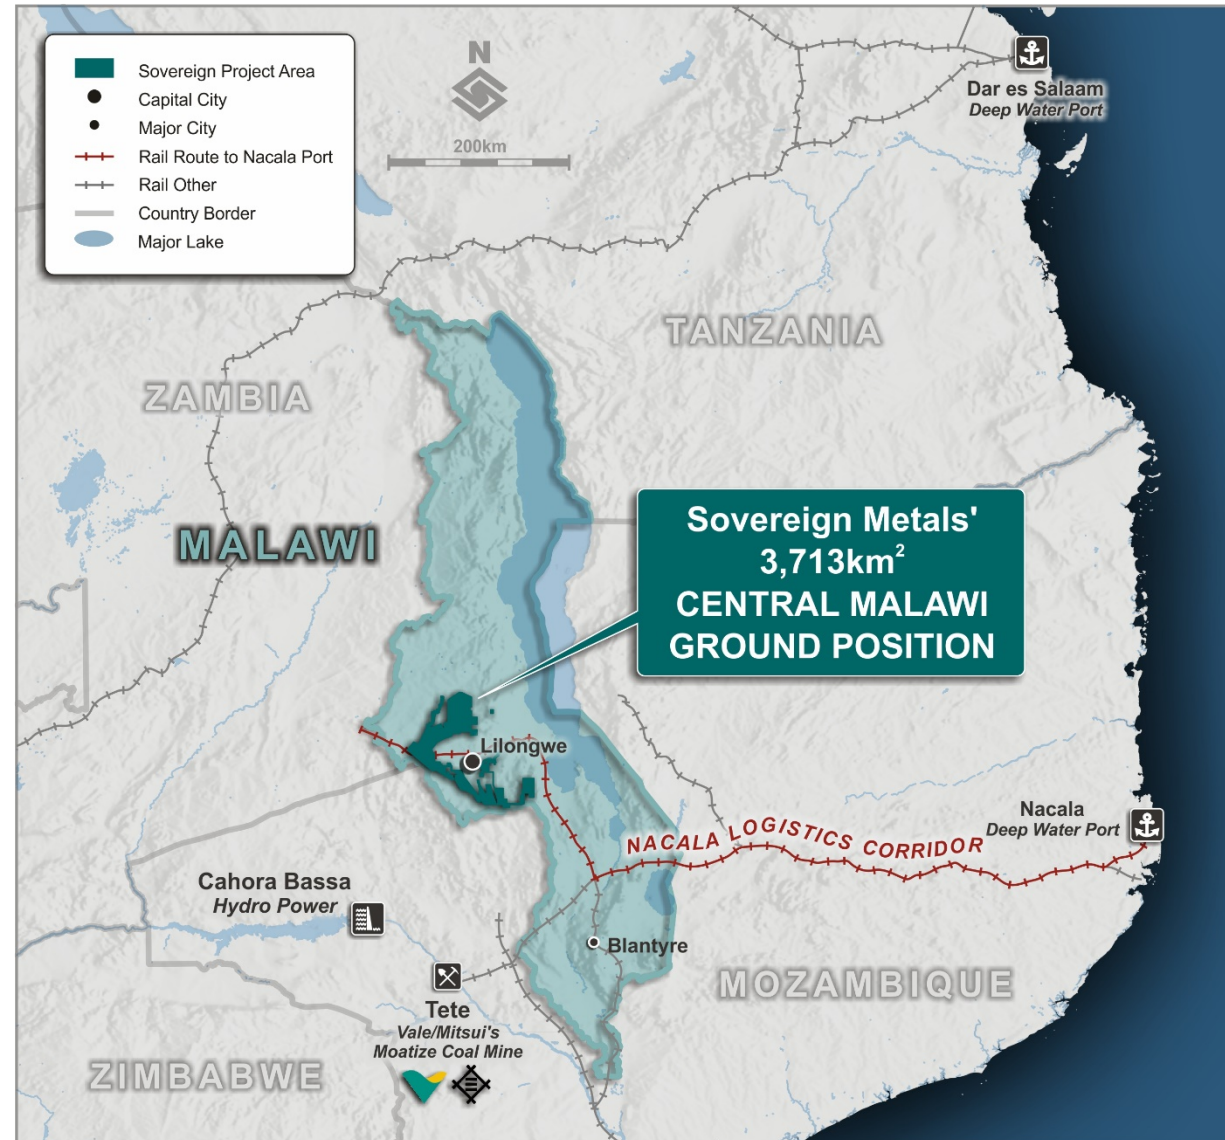 Sovereign Project Area
Capital City
Major City
Rail Route to Nacala Port
Rail Other
Country Border
Major Lake
N
200km
Dar es Salaam
Deep Water Port
TANZANIA
ZAMBIA
MALAWI
Sovereign Metals'
3,713km²
CENTRAL MALAWI
GROUND POSITION
Lilongwe
Nacala
Deep Water Port
NACALA LOGISTICS CORRIDOR
Cahora Bassa
Hydro Power
Blantyre
MOZAMBIQUE
Tete
Vale/Mitsui's
Moatize Coal Mine
ZIMBABWE